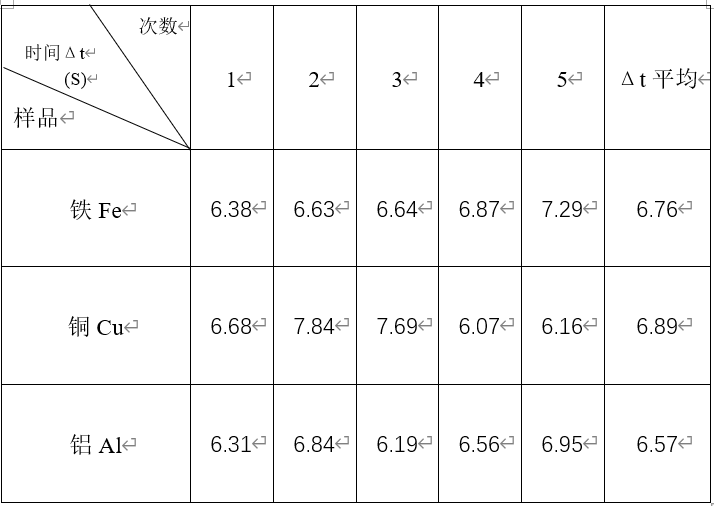 次数
时间 Δt
(S)
样品
1 2 3 4 5 Δt 平均
铁 Fe 6.38 6.63 6.64 6.87 7.29 6.76
铜 Cu 6.68 7.84 7.69 6.07 6.16 6.89
铝 Al 6.31 6.84 6.19 6.56 6.95 6.57